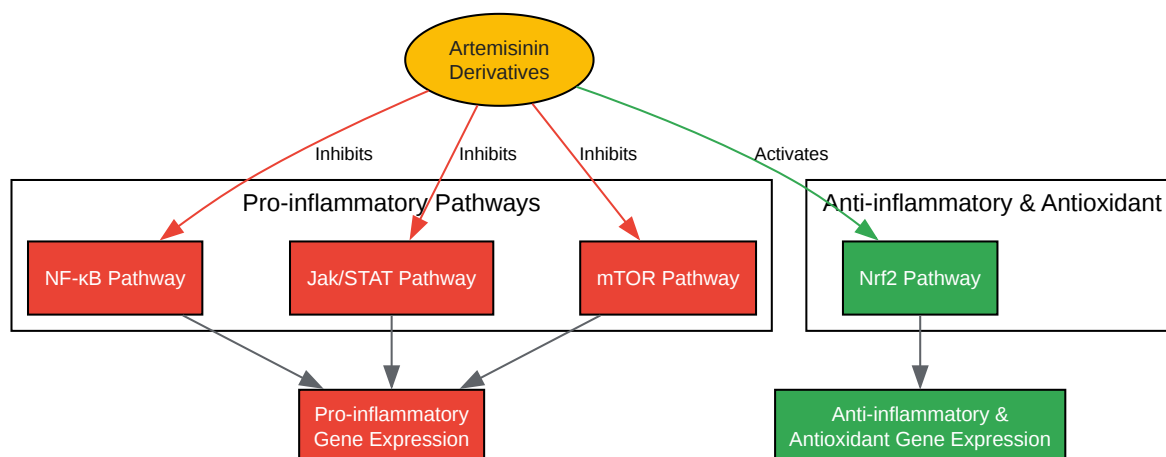 Artemisinin
Derivatives
Inhibits
Inhibits
Inhibits
Activates
Pro-inflammatory Pathways
Anti-inflammatory & Antioxidant
NF-κB Pathway
Jak/STAT Pathway
mTOR Pathway
Nrf2 Pathway
Pro-inflammatory
Gene Expression
Anti-inflammatory &
Antioxidant Gene Expression